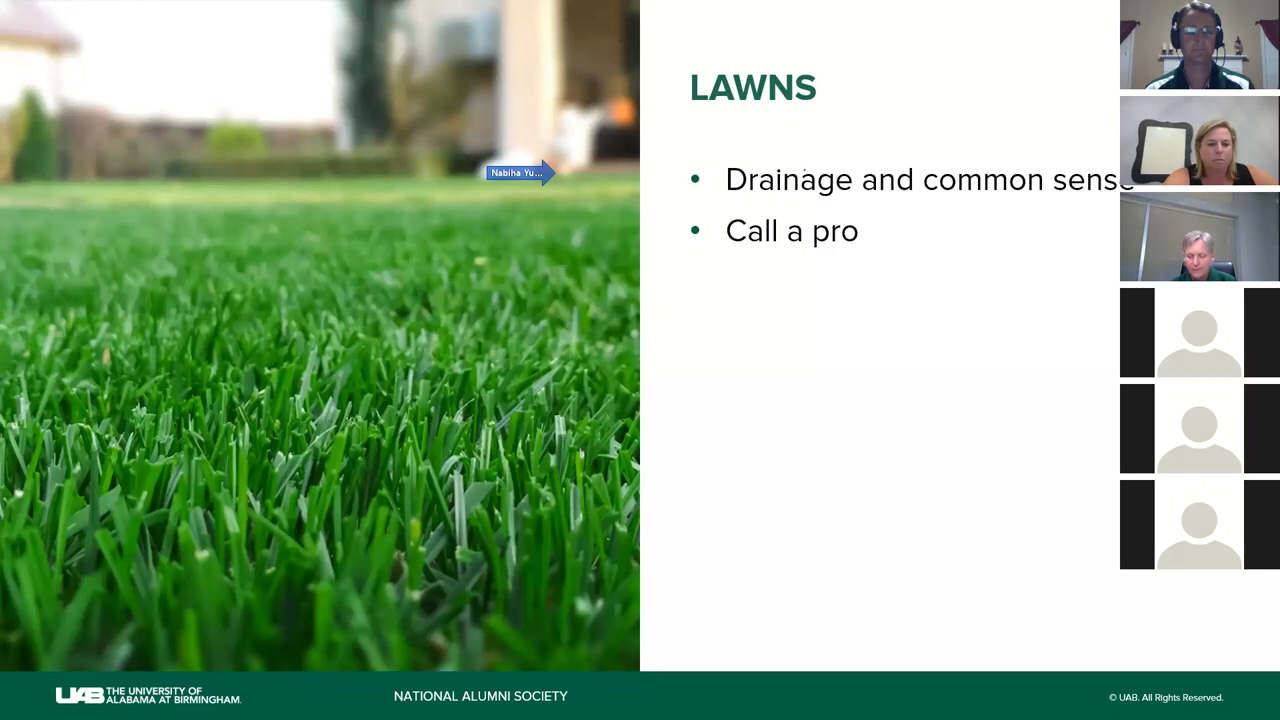 LAWNS
Nabiha Yu...
• Drainage and common sense
• Call a pro
UAB THE UNIVERSITY OF
ALABAMA AT BIRMINGHAM.
NATIONAL ALUMNI SOCIETY
© UAB. All Rights Reserved.